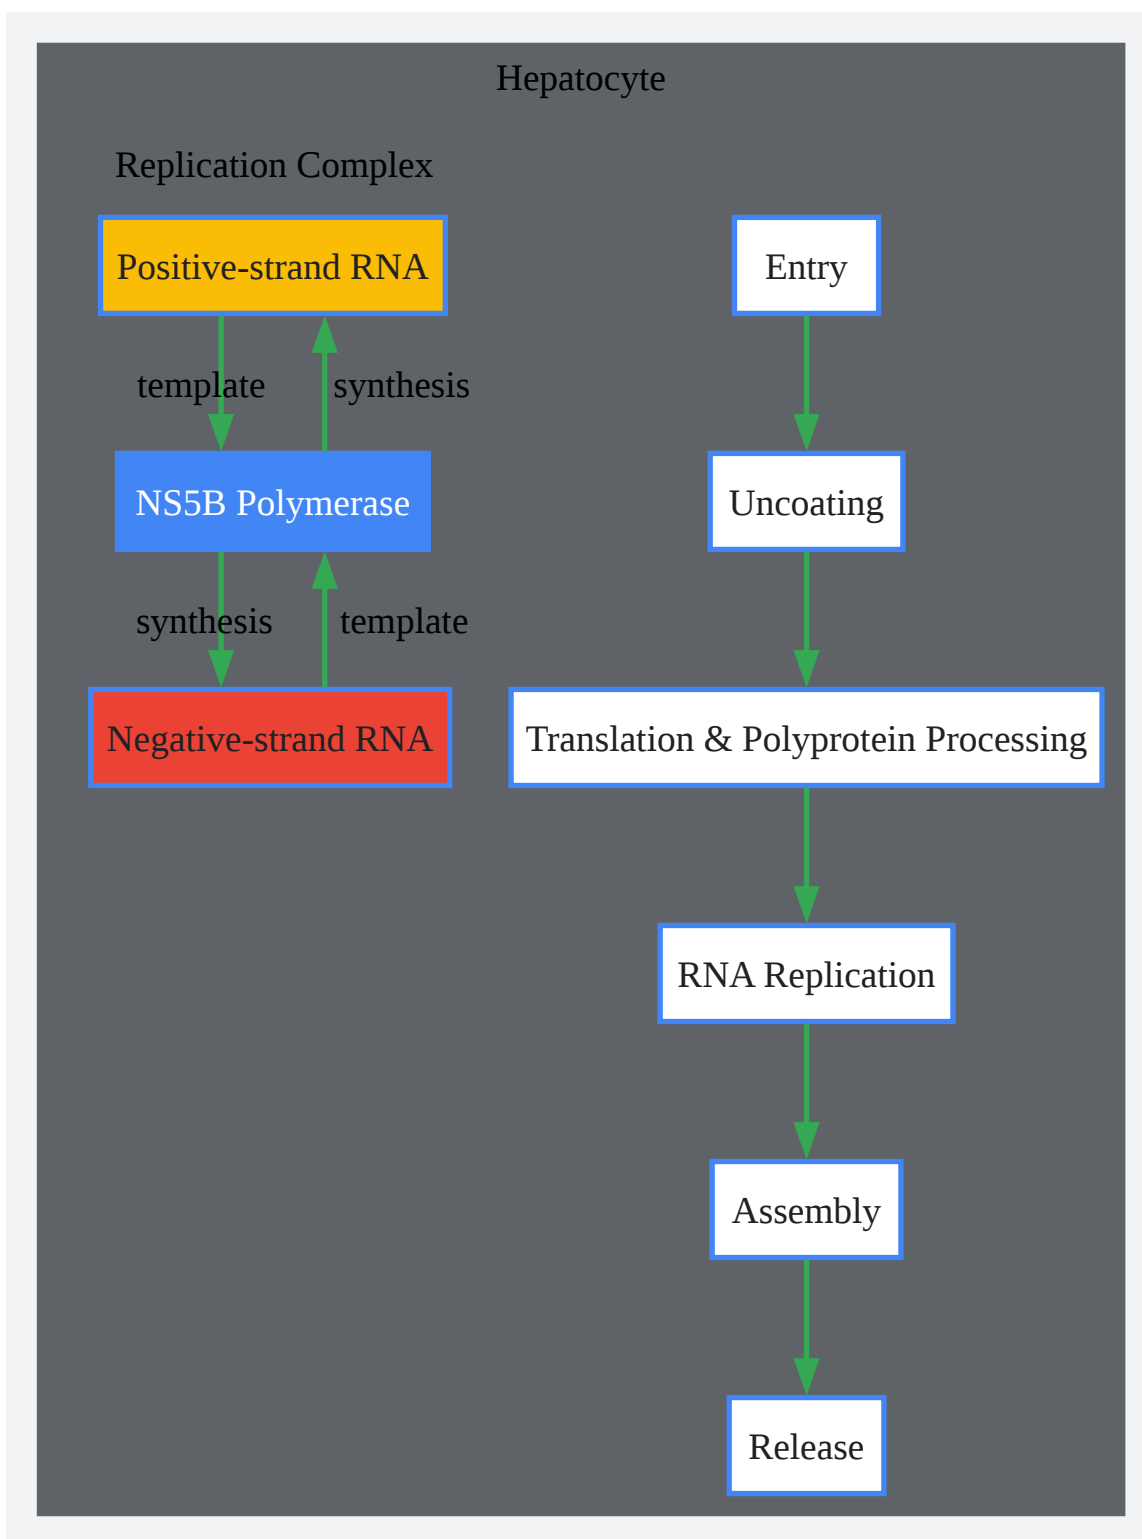 Hepatocyte
Replication Complex
Positive-strand RNA
template
synthesis
NS5B Polymerase
synthesis
template
Negative-strand RNA
Entry
Uncoating
Translation & Polyprotein Processing
RNA Replication
Assembly
Release